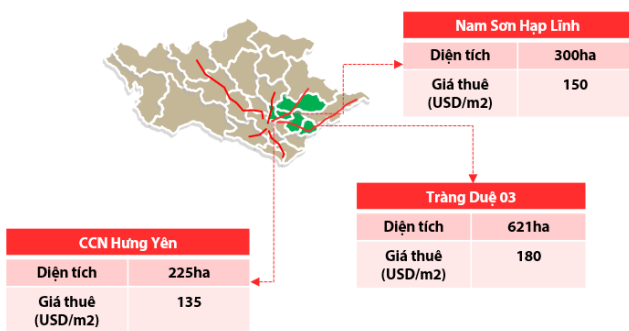 Nam Sơn Hạp Lĩnh
Diện tích 300ha
Giá thuê 150
(USD/m2)
Tràng Duệ 03
Diện tích 621ha
Giá thuê 180
(USD/m2)
CCN Hưng Yên
Diện tích 225ha
Giá thuê 135
(USD/m2)